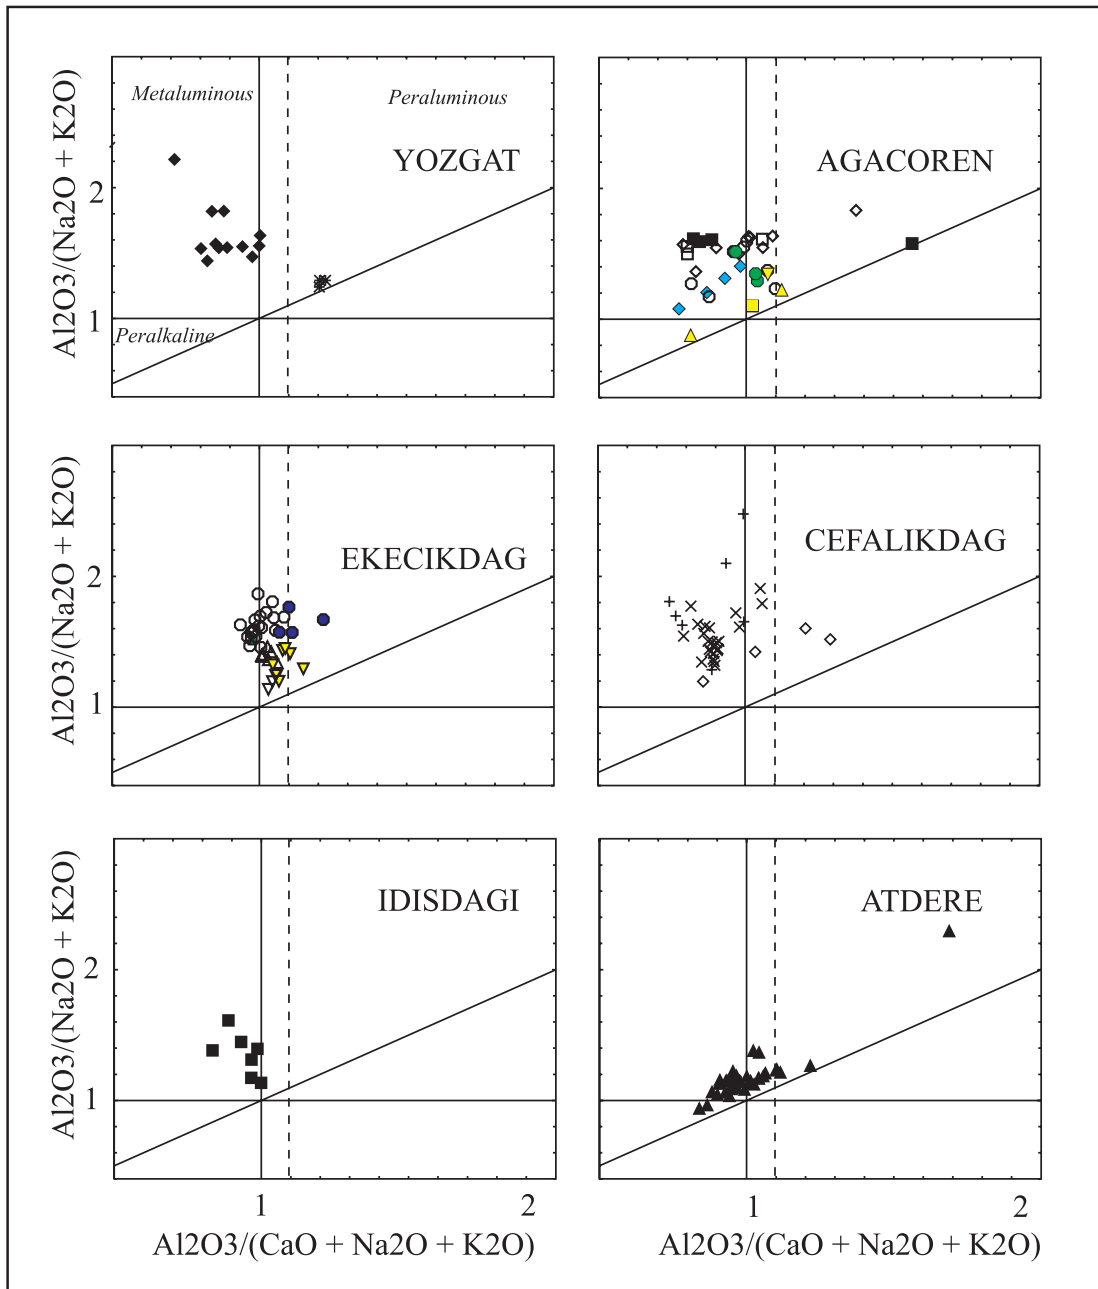 Al2O3/(Na2O + K2O)
2
1
Metaluminous
Peraluminous
YOZGAT
Peralkaline
AGACOREN
Al2O3/(Na2O + K2O)
2
1
EKECIKDAG
CEFALIKDAG
Al2O3/(Na2O + K2O)
2
1
IDISDAGI
ATDERE
1 2
1 2
Al2O3/(CaO + Na2O + K2O)
Al2O3/(CaO + Na2O + K2O)